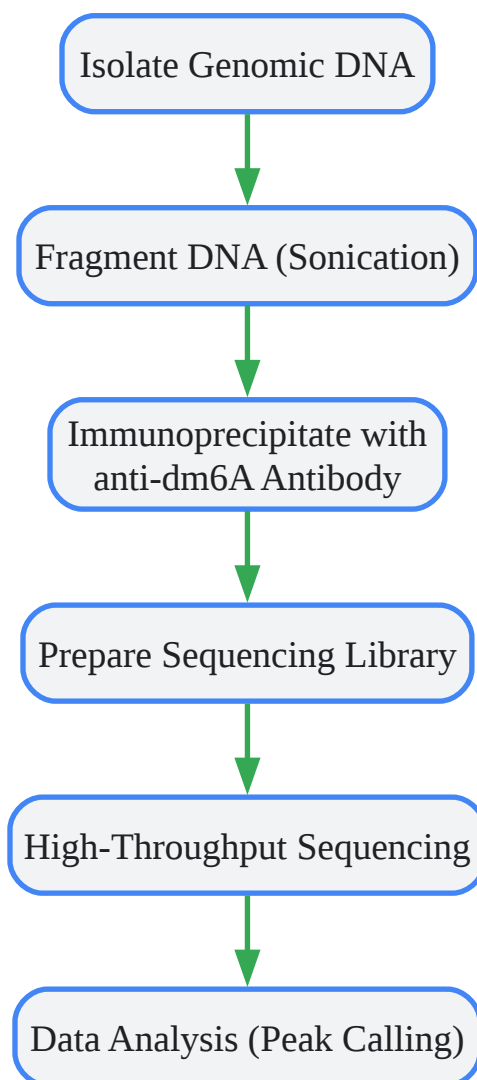 Isolate Genomic DNA
Fragment DNA (Sonication)
Immunoprecipitate with
anti-dm6A Antibody
Prepare Sequencing Library
High-Throughput Sequencing
Data Analysis (Peak Calling)